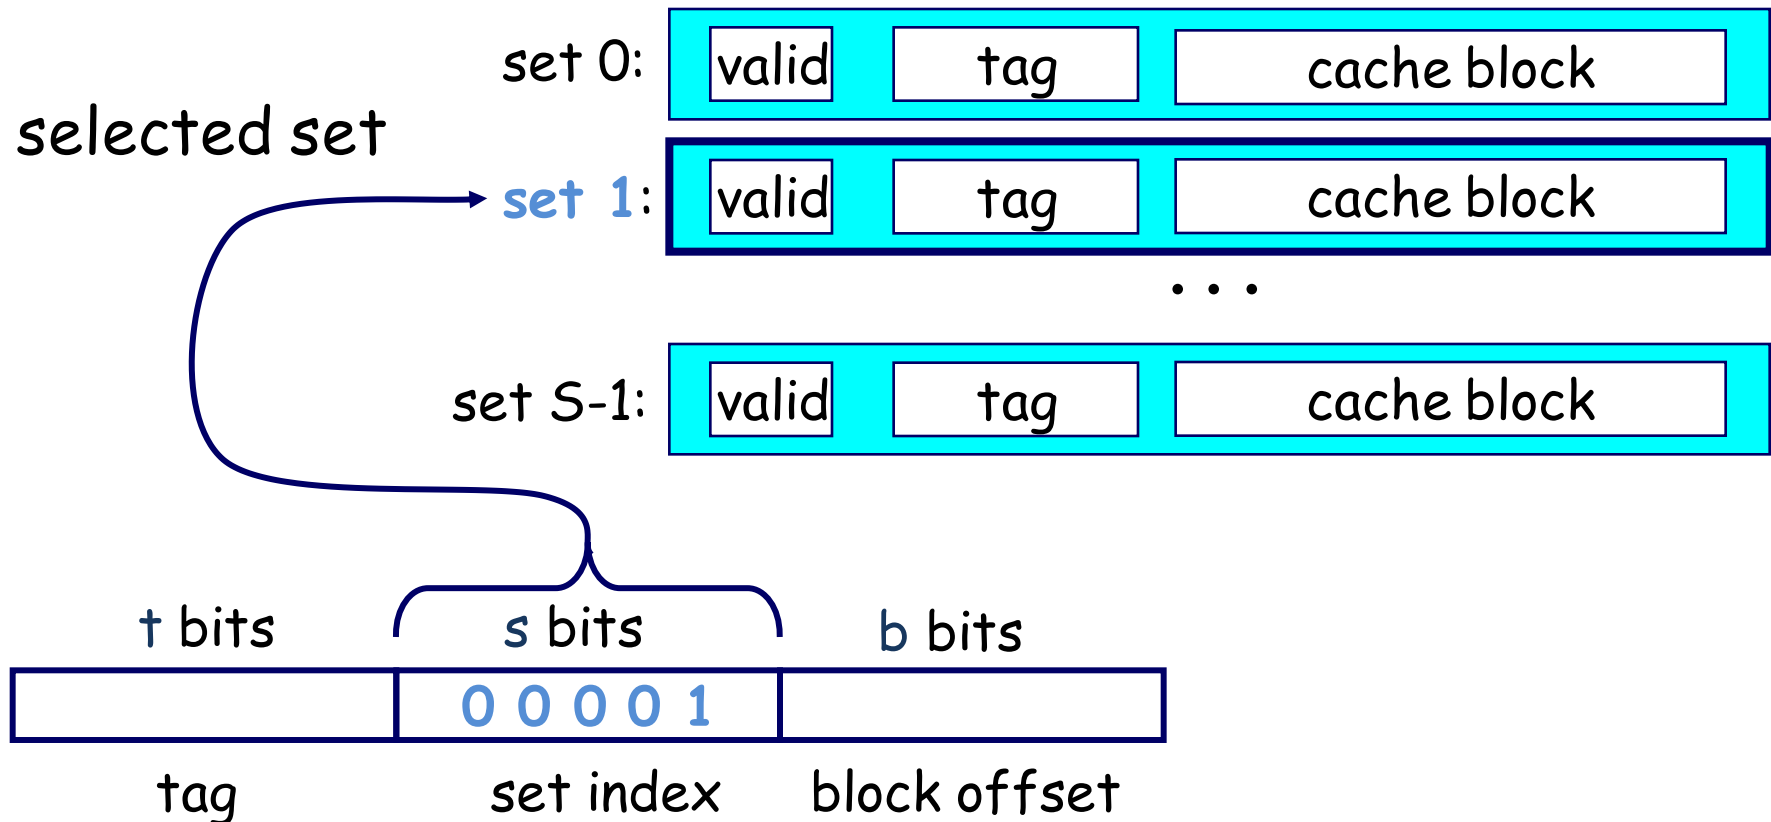 set 0: valid tag cache block
selected set
set 1: valid tag cache block
. . .
set S-1: valid tag cache block
t bits s bits b bits
0 0 0 0 1
tag set index block offset